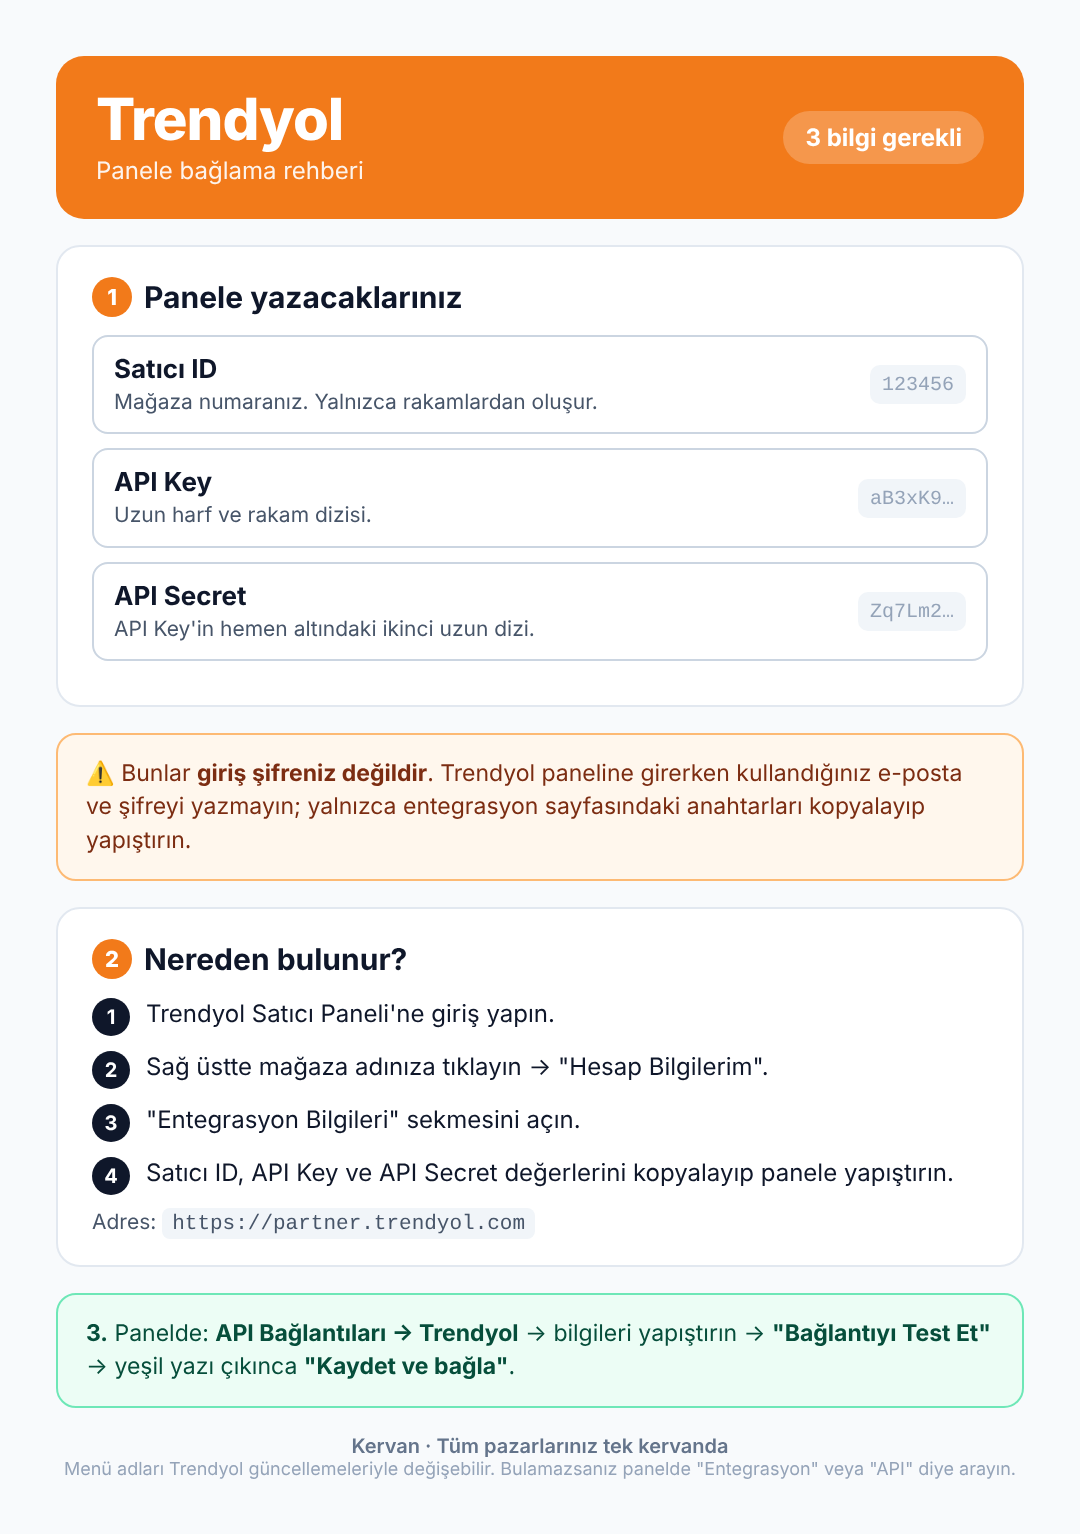 Trendyol
Panele bağlama rehberi
3 bilgi gerekli
1 Panele yazacaklarınız
Satıcı ID
Mağaza numaranız. Yalnızca rakamlardan oluşur.
123456
API Key
Uzun harf ve rakam dizisi.
aB3xK9…
API Secret
API Key'in hemen altındaki ikinci uzun dizi.
Zq7Lm2…
⚠️ Bunlar giriş şifreniz değildir. Trendyol paneline girerken kullandığınız e-posta
ve şifreyi yazmayın; yalnızca entegrasyon sayfasındaki anahtarları kopyalayıp
yapıştırın.
2 Nereden bulunur?
1 Trendyol Satıcı Paneli'ne giriş yapın.
2 Sağ üstte mağaza adınıza tıklayın → "Hesap Bilgilerim".
3 "Entegrasyon Bilgileri" sekmesini açın.
4 Satıcı ID, API Key ve API Secret değerlerini kopyalayıp panele yapıştırın.
Adres: https://partner.trendyol.com
3. Panelde: API Bağlantıları → Trendyol → bilgileri yapıştırın → "Bağlantıyı Test Et"
→ yeşil yazı çıkınca "Kaydet ve bağla".
Kervan · Tüm pazarlarınız tek kervanda
Menü adları Trendyol güncellemeleriyle değişebilir. Bulamazsanız panelde "Entegrasyon" veya "API" diye arayın.